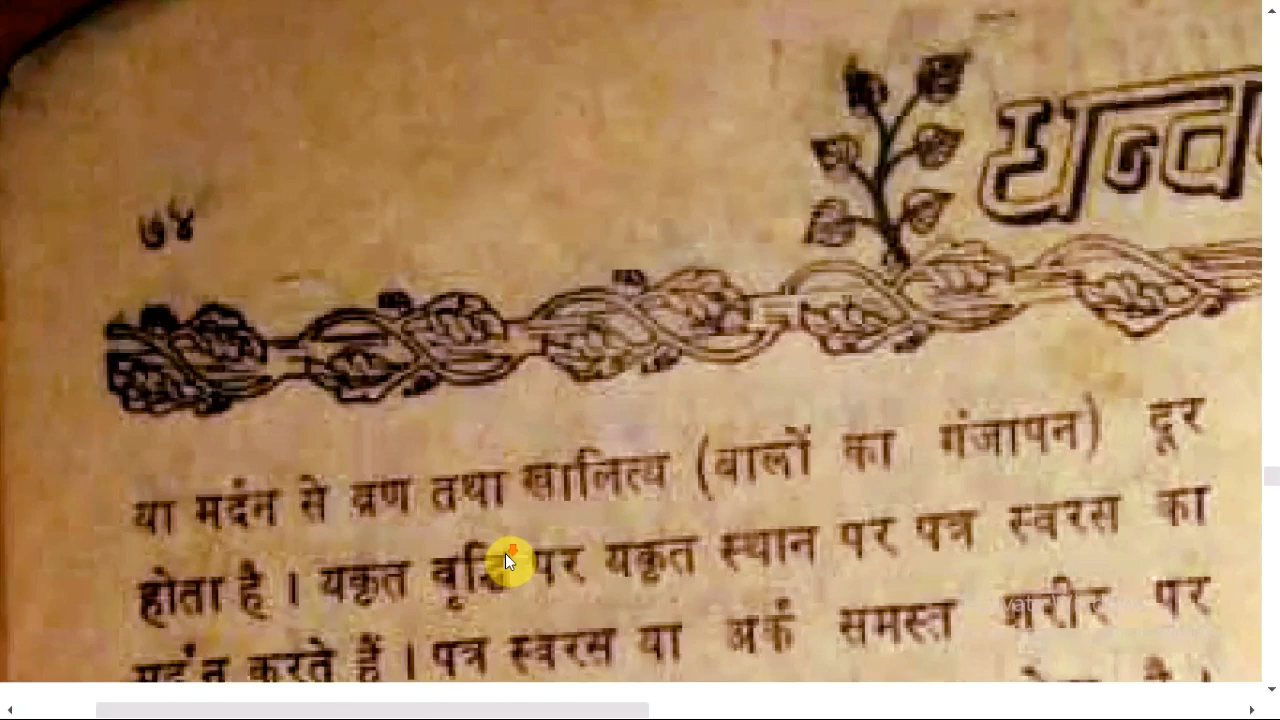 ७४
धन्व
या मर्दन से व्रण तथा खालित्य (बालों का गंजापन) दूर
होता है । यकृत वृद्धि पर यकृत स्थान पर पत्र स्वरस का
मर्दन करते हैं । पत्र स्वरस या अर्क समस्त शरीर पर